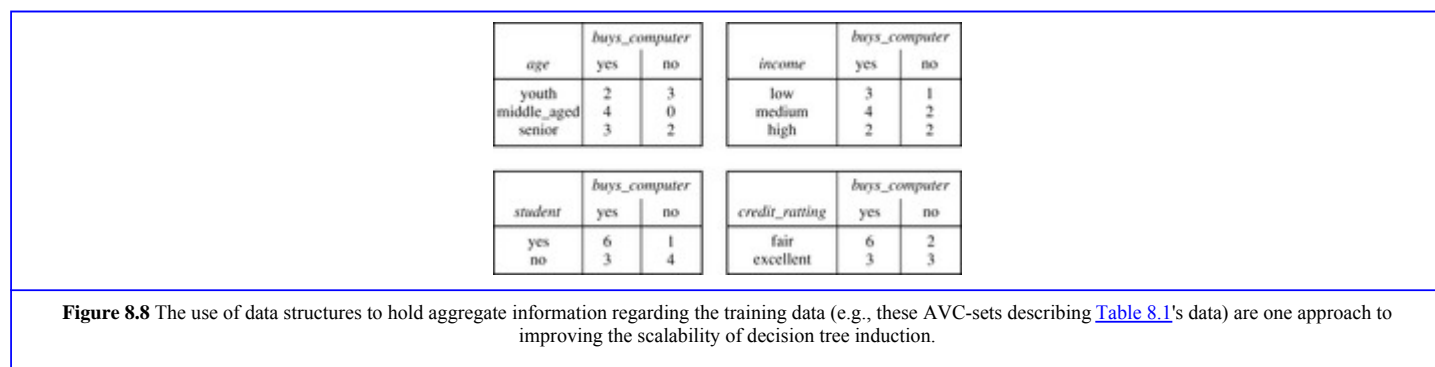 buys_computer
age yes no
youth 2 3
middle_aged 4 0
senior 3 2
buys_computer
income yes no
low 3 1
medium 4 2
high 2 2
buys_computer
student yes no
yes 6 1
no 3 4
buys_computer
credit_ratting yes no
fair 6 2
excellent 3 3
Figure 8.8 The use of data structures to hold aggregate information regarding the training data (e.g., these AVC-sets describing Table 8.1's data) are one approach to
improving the scalability of decision tree induction.